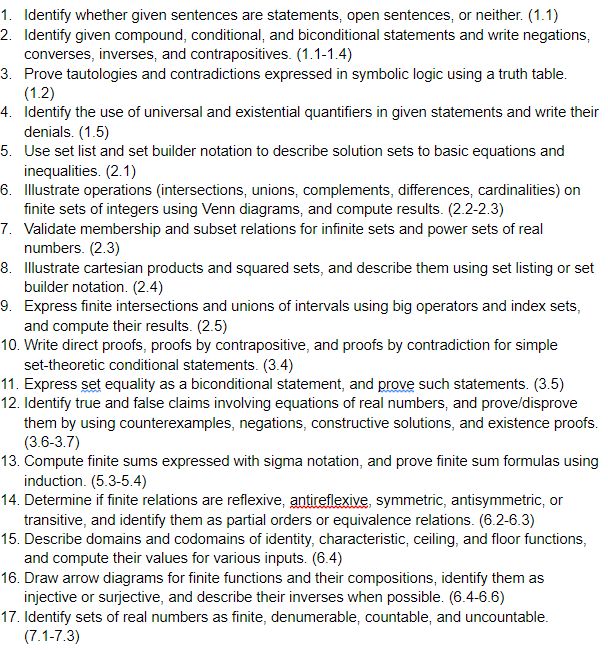 1. Identify whether given sentences are statements, open sentences, or neither. (1.1)
2. Identify given compound, conditional, and biconditional statements and write negations,
converses, inverses, and contrapositives. (1.1-1.4)
3. Prove tautologies and contradictions expressed in symbolic logic using a truth table.
(1.2)
4. Identify the use of universal and existential quantifiers in given statements and write their
denials. (1.5)
5. Use set list and set builder notation to describe solution sets to basic equations and
inequalities. (2.1)
6. Illustrate operations (intersections, unions, complements, differences, cardinalities) on
finite sets of integers using Venn diagrams, and compute results. (2.2-2.3)
7. Validate membership and subset relations for infinite sets and power sets of real
numbers. (2.3)
8. Illustrate cartesian products and squared sets, and describe them using set listing or set
builder notation. (2.4)
9. Express finite intersections and unions of intervals using big operators and index sets,
and compute their results. (2.5)
10. Write direct proofs, proofs by contrapositive, and proofs by contradiction for simple
set-theoretic conditional statements. (3.4)
11. Express set equality as a biconditional statement, and prove such statements. (3.5)
12. Identify true and false claims involving equations of real numbers, and prove/disprove
them by using counterexamples, negations, constructive solutions, and existence proofs.
(3.6-3.7)
13. Compute finite sums expressed with sigma notation, and prove finite sum formulas using
induction. (5.3-5.4)
14. Determine if finite relations are reflexive, antireflexive, symmetric, antisymmetric, or
transitive, and identify them as partial orders or equivalence relations. (6.2-6.3)
15. Describe domains and codomains of identity, characteristic, ceiling, and floor functions,
and compute their values for various inputs. (6.4)
16. Draw arrow diagrams for finite functions and their compositions, identify them as
injective or surjective, and describe their inverses when possible. (6.4-6.6)
17. Identify sets of real numbers as finite, denumerable, countable, and uncountable.
(7.1-7.3)